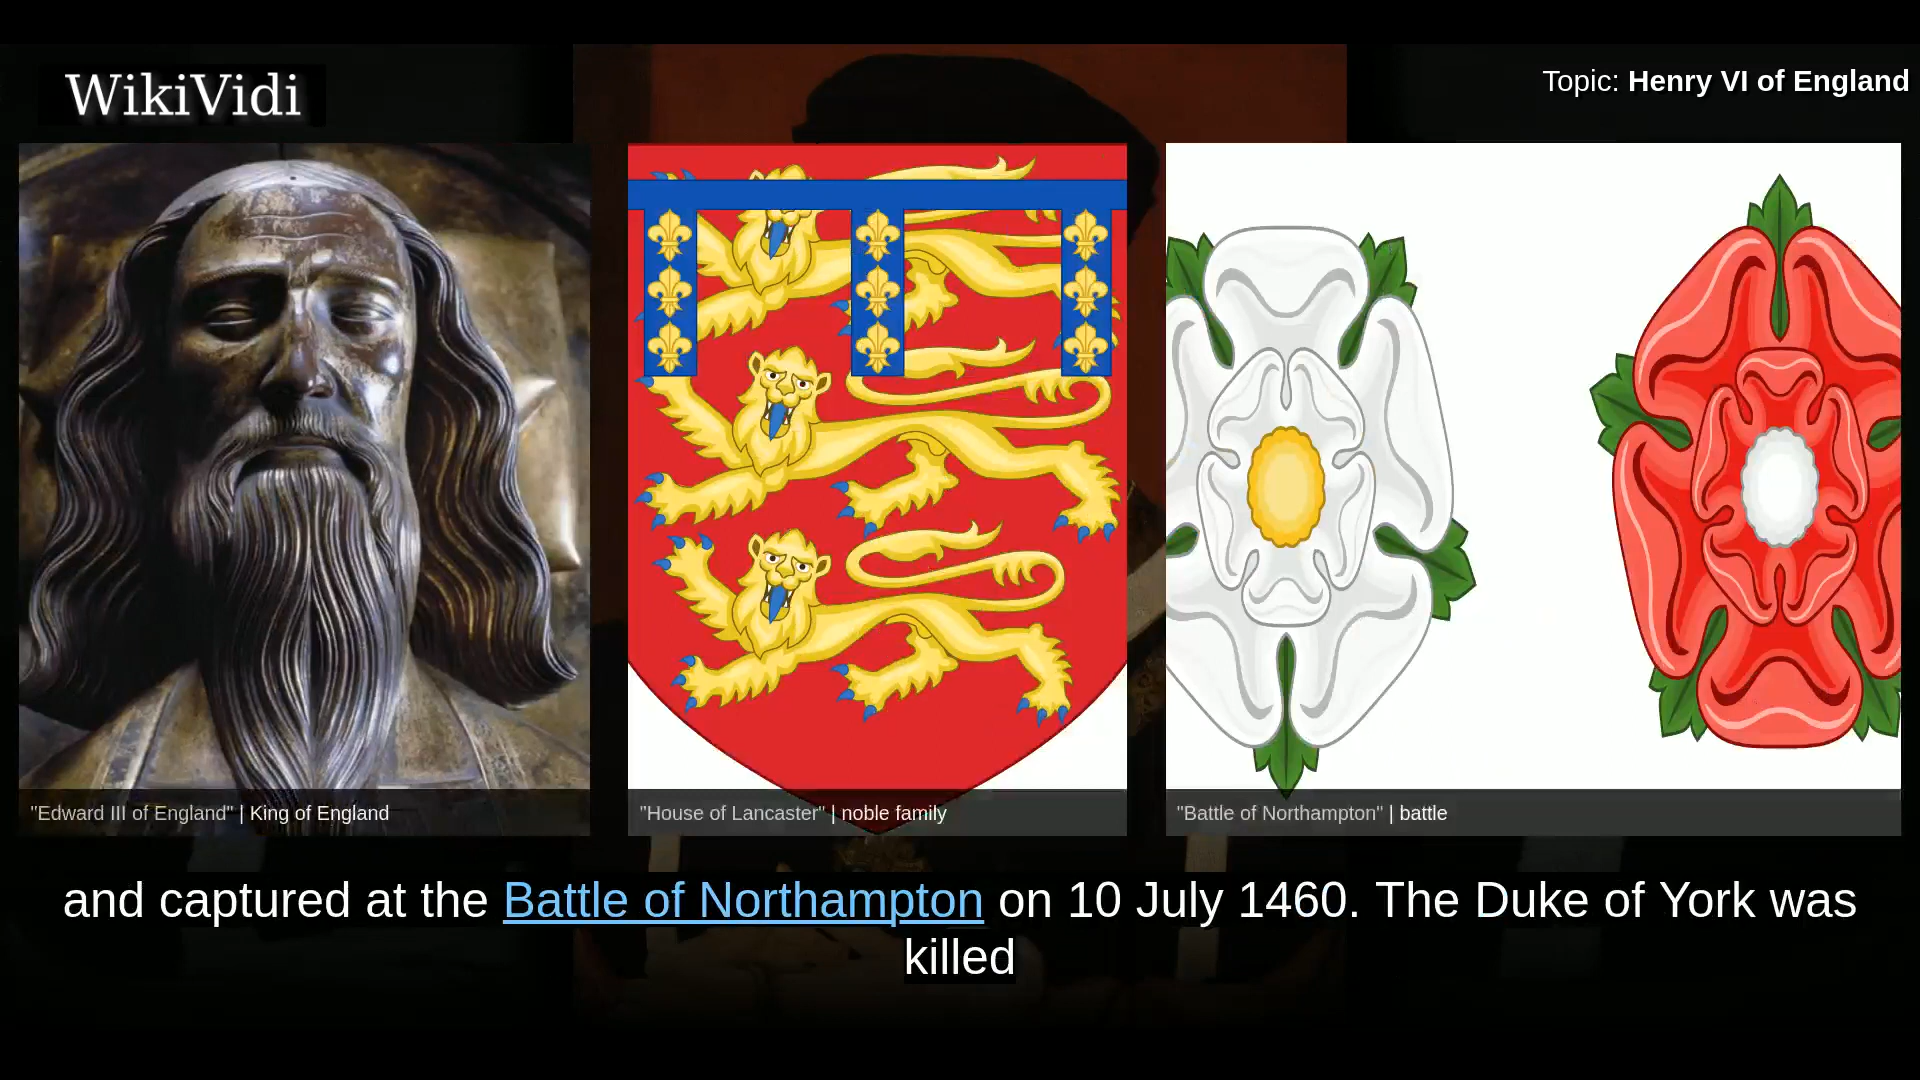 WikiVidi
Topic: Henry VI of England
"Edward III of England" | King of England
"House of Lancaster" | noble family
"Battle of Northampton" | battle
and captured at the Battle of Northampton on 10 July 1460. The Duke of York was
killed